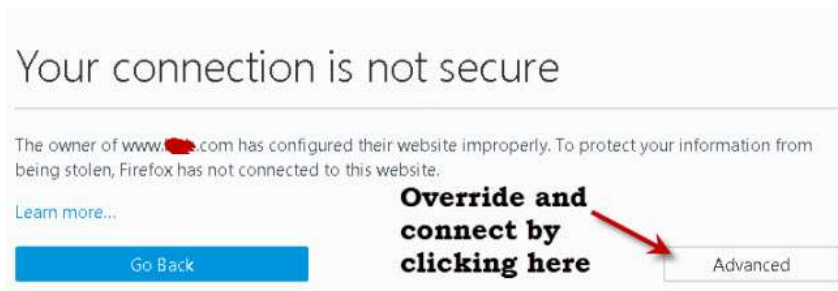 Your connection is not secure
The owner of www. .com has configured their website improperly. To protect your information from
being stolen, Firefox has not connected to this website.
Learn more...
Override and
connect by
clicking here
Go Back
Advanced